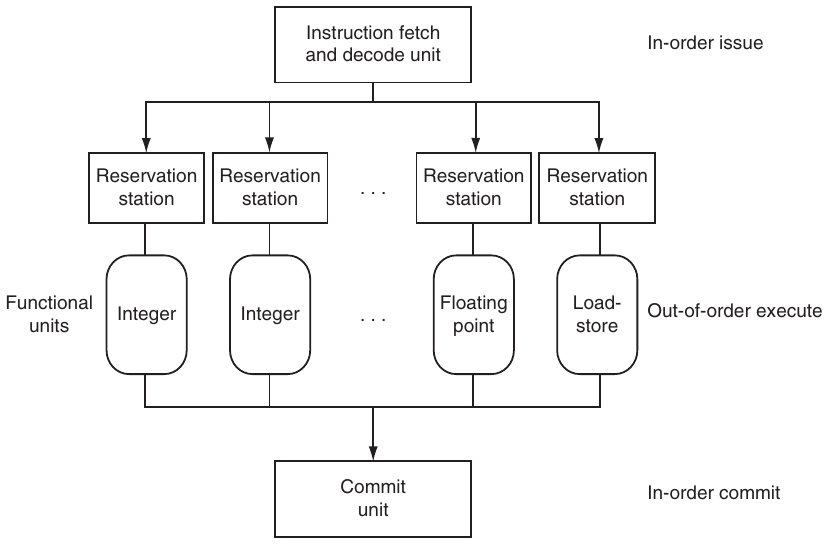 Instruction fetch
and decode unit
In-order issue
Reservation
station
Reservation
station
. . .
Reservation
station
Reservation
station
Functional
units
Integer
Integer
. . .
Floating
point
Load-
store
Out-of-order execute
Commit
unit
In-order commit